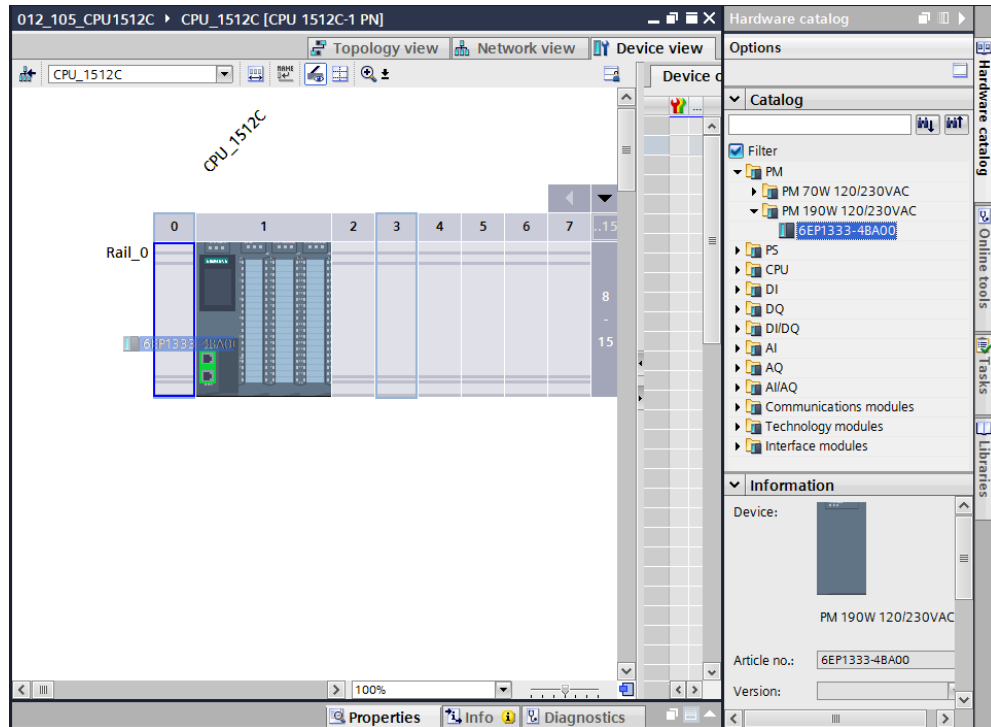 012_105_CPU1512C ▸ CPU_1512C [CPU 1512C-1 PN]
Topology view Network view Device view
CPU_1512C
Device
CPU_1512C
0 1 2 3 4 5 6 7 ..15
Rail_0
8
-
15
6EP1333-4BA00
SIEMENS
100%
Properties Info Diagnostics
Hardware catalog
Options
Catalog
Filter
PM
PM 70W 120/230VAC
PM 190W 120/230VAC
6EP1333-4BA00
PS
CPU
DI
DQ
DI/DQ
AI
AQ
AI/AQ
Communications modules
Technology modules
Interface modules
Information
Device:
PM 190W 120/230VAC
Article no.: 6EP1333-4BA00
Version:
Hardware catalog
Online tools
Tasks
Libraries